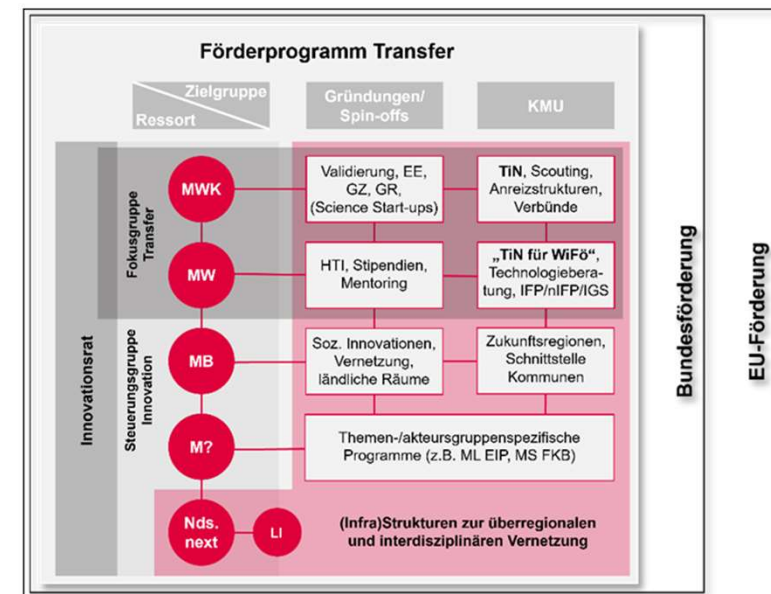 Förderprogramm Transfer
Zielgruppe
Ressort
Gründungen/
Spin-offs
KMU
Innovationsrat
Fokusgruppe
Transfer
Steuerungsgruppe
Innovation
MWK
Validierung, EE,
GZ, GR,
(Science Start-ups)
TiN, Scouting,
Anreizstrukturen,
Verbünde
MW
HTI, Stipendien,
Mentoring
„TiN für WiFö“,
Technologiebera-
tung, IFP/nIFP/IGS
MB
Soz. Innovationen,
Vernetzung,
ländliche Räume
Zukunftsregionen,
Schnittstelle
Kommunen
M?
Themen-/akteursgruppenspezifische
Programme (z.B. ML EIP, MS FKB)
Nds.
next
LI
(Infra)Strukturen zur überregionalen
und interdisziplinären Vernetzung
Bundesförderung
EU-Förderung